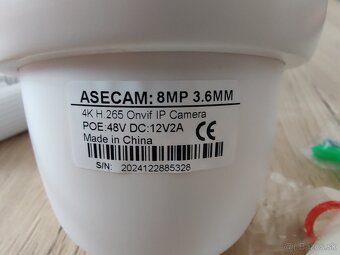 ASECAM: 8MP 3.6MM
4K H.265 Onvif IP Camera
POE:48V DC:12V2A
Made in China
CE
S/N: 2024122885328